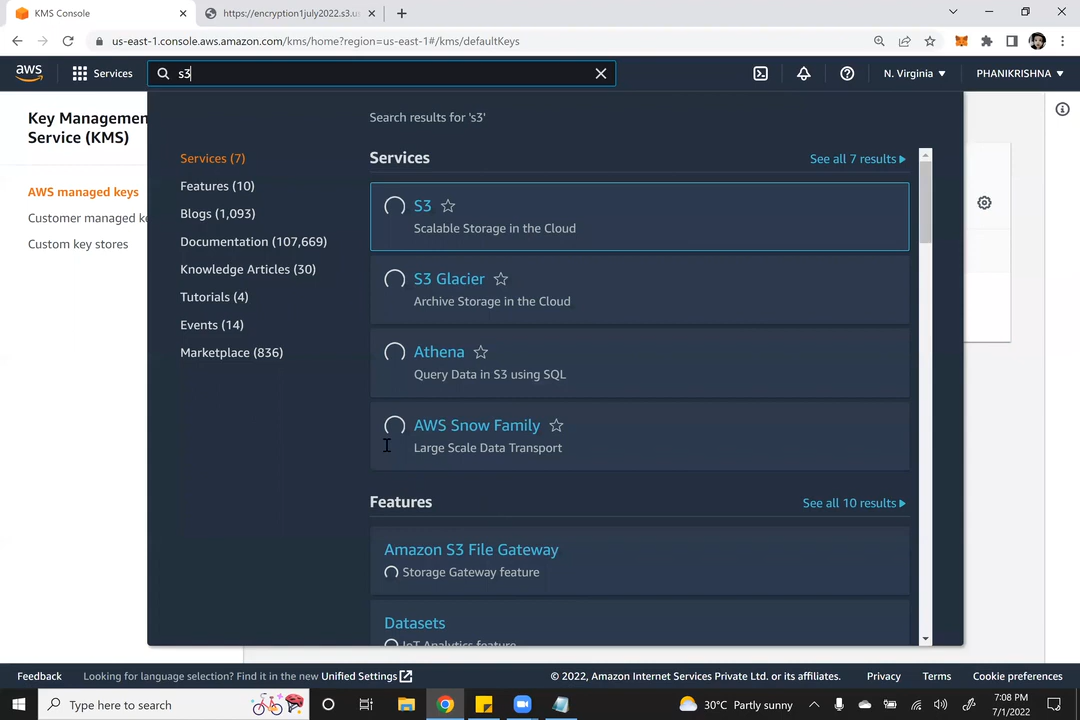 KMS Console
https://encryption1july2022.s3.us
us-east-1.console.aws.amazon.com/kms/home?region=us-east-1#/kms/defaultKeys
aws
Services
s3
N. Virginia
PHANIKRISHNA
Key Managemen
Service (KMS)
AWS managed keys
Customer managed ke
Custom key stores
Search results for 's3'
Services (7)
Features (10)
Blogs (1,093)
Documentation (107,669)
Knowledge Articles (30)
Tutorials (4)
Events (14)
Marketplace (836)
Services
See all 7 results
S3
Scalable Storage in the Cloud
S3 Glacier
Archive Storage in the Cloud
Athena
Query Data in S3 using SQL
AWS Snow Family
Large Scale Data Transport
Features
See all 10 results
Amazon S3 File Gateway
Storage Gateway feature
Datasets
IoT Analytics feature
Feedback
Looking for language selection? Find it in the new Unified Settings
© 2022, Amazon Internet Services Private Ltd. or its affiliates.
Privacy
Terms
Cookie preferences
Type here to search
30°C Partly sunny
7:08 PM
7/1/2022